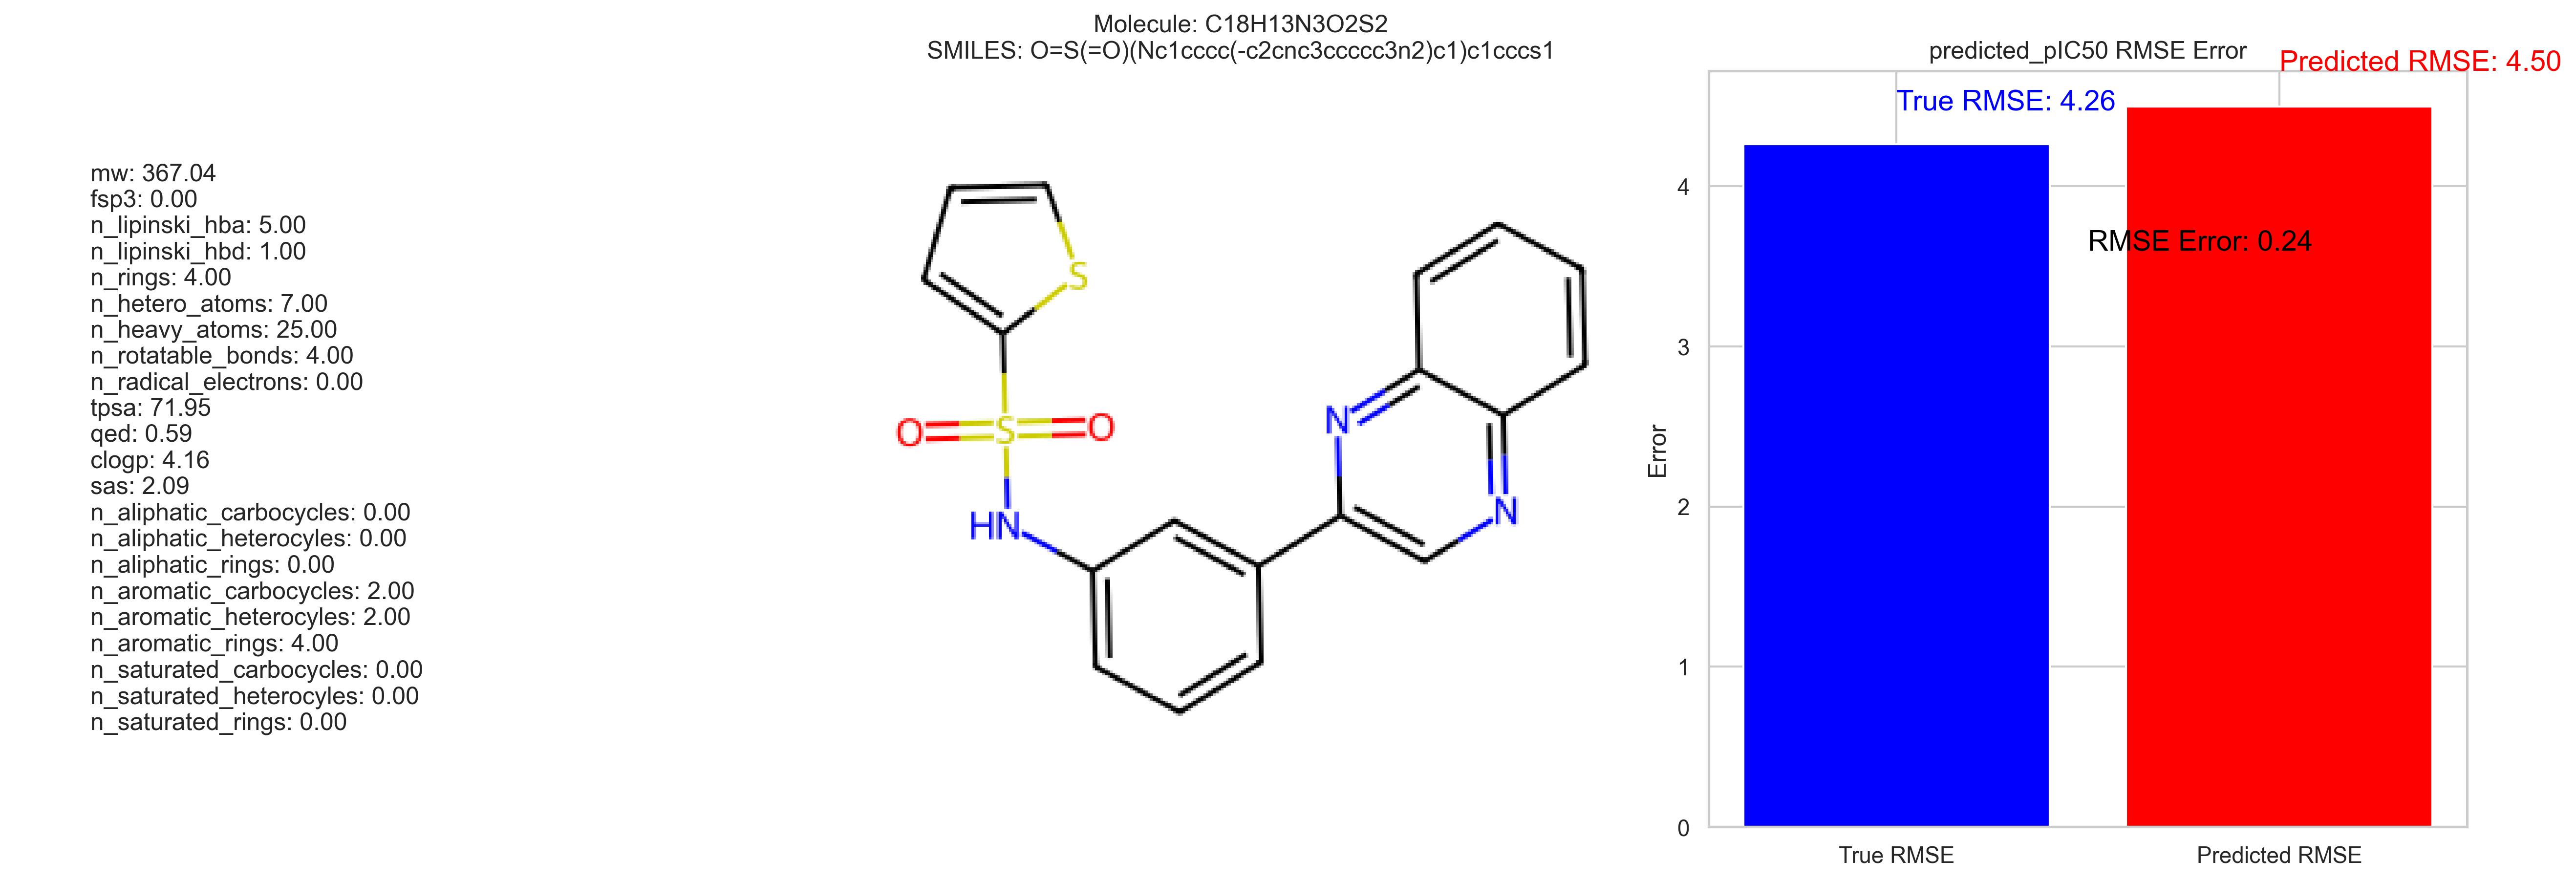 Molecule: C18H13N3O2S2
SMILES: O=S(=O)(Nc1cccc(-c2cnc3ccccc3n2)c1)c1cccs1
mw: 367.04
fsp3: 0.00
n_lipinski_hba: 5.00
n_lipinski_hbd: 1.00
n_rings: 4.00
n_hetero_atoms: 7.00
n_heavy_atoms: 25.00
n_rotatable_bonds: 4.00
n_radical_electrons: 0.00
tpsa: 71.95
qed: 0.59
clogp: 4.16
sas: 2.09
n_aliphatic_carbocycles: 0.00
n_aliphatic_heterocyles: 0.00
n_aliphatic_rings: 0.00
n_aromatic_carbocycles: 2.00
n_aromatic_heterocyles: 2.00
n_aromatic_rings: 4.00
n_saturated_carbocycles: 0.00
n_saturated_heterocyles: 0.00
n_saturated_rings: 0.00
S
O
S
O
HN
N
N
predicted_pIC50 RMSE Error
Predicted RMSE: 4.50
True RMSE: 4.26
RMSE Error: 0.24
Error
4
3
2
1
0
True RMSE
Predicted RMSE